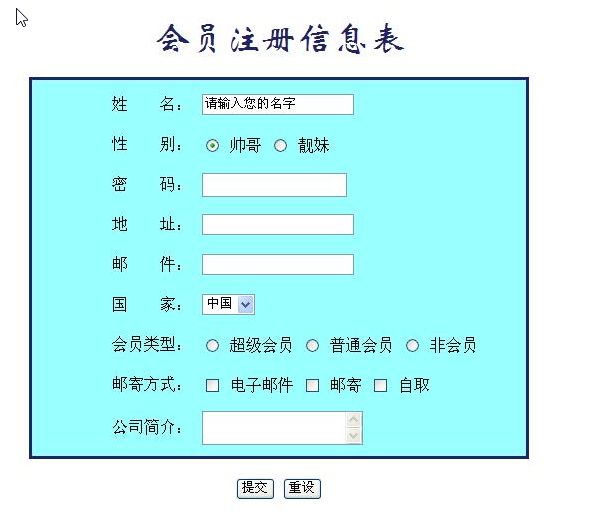 会员注册信息表
姓 名： 请输入您的名字
性 别： 帅哥 靓妹
密 码：
地 址：
邮 件：
国 家： 中国
会员类型： 超级会员 普通会员 非会员
邮寄方式： 电子邮件 邮寄 自取
公司简介：
提交 重设